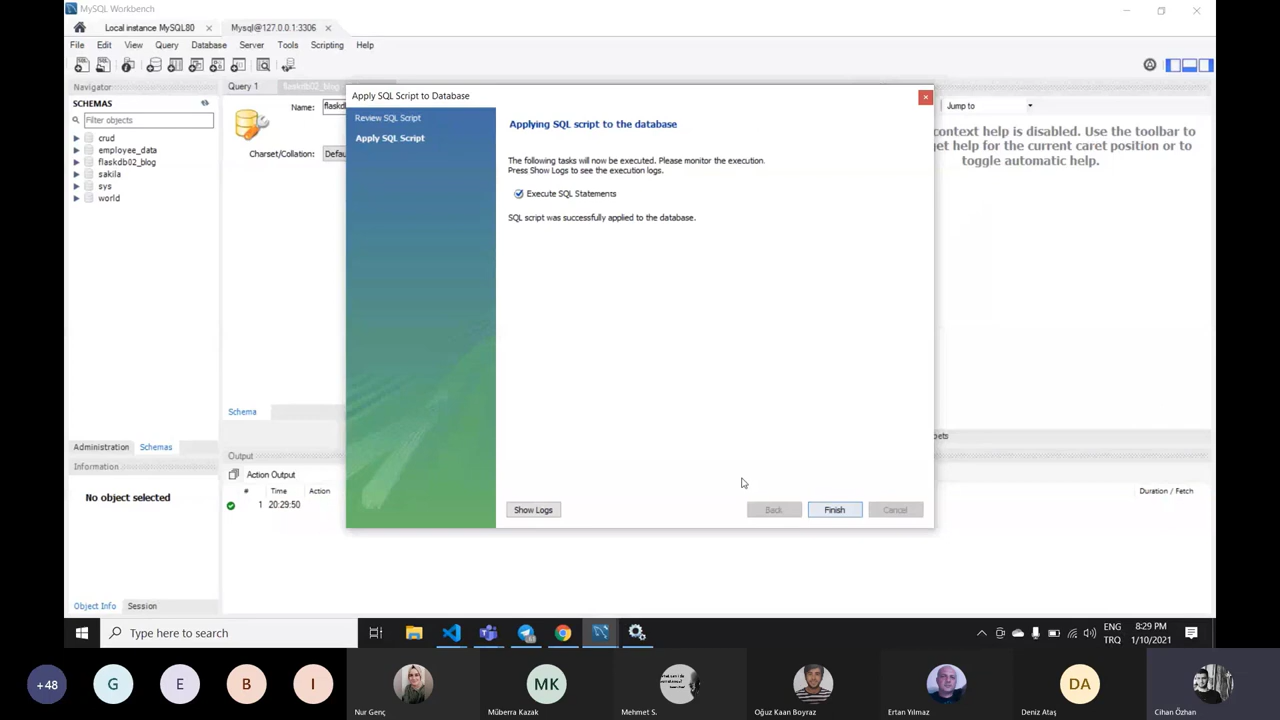 MySQL Workbench
Local instance MySQL80
Mysql@127.0.0.1:3306
File Edit View Query Database Server Tools Scripting Help
Navigator
SCHEMAS
Filter objects
crud
employee_data
flaskdb02_blog
sakila
sys
world
Administration Schemas
Information
No object selected
Object Info Session
Query 1
flaskdb02_blog
Name: flaskd
Charset/Collation: Defau
Schema
Output
Action Output
# Time Action
1 20:29:50
Apply SQL Script to Database
Review SQL Script
Apply SQL Script
Applying SQL script to the database
The following tasks will now be executed. Please monitor the execution.
Press Show Logs to see the execution logs.
Execute SQL Statements
SQL script was successfully applied to the database.
Show Logs
Back Finish Cancel
Jump to
context help is disabled. Use the toolbar to
get help for the current caret position or to
toggle automatic help.
Duration / Fetch
Type here to search
ENG
TRQ
8:29 PM
1/10/2021
+48
G
E
B
I
Nur Genç
MK
Müberra Kazak
Mehmet S.
Oğuz Kaan Boyraz
Ertan Yılmaz
DA
Deniz Ataş
Cihan Özhan